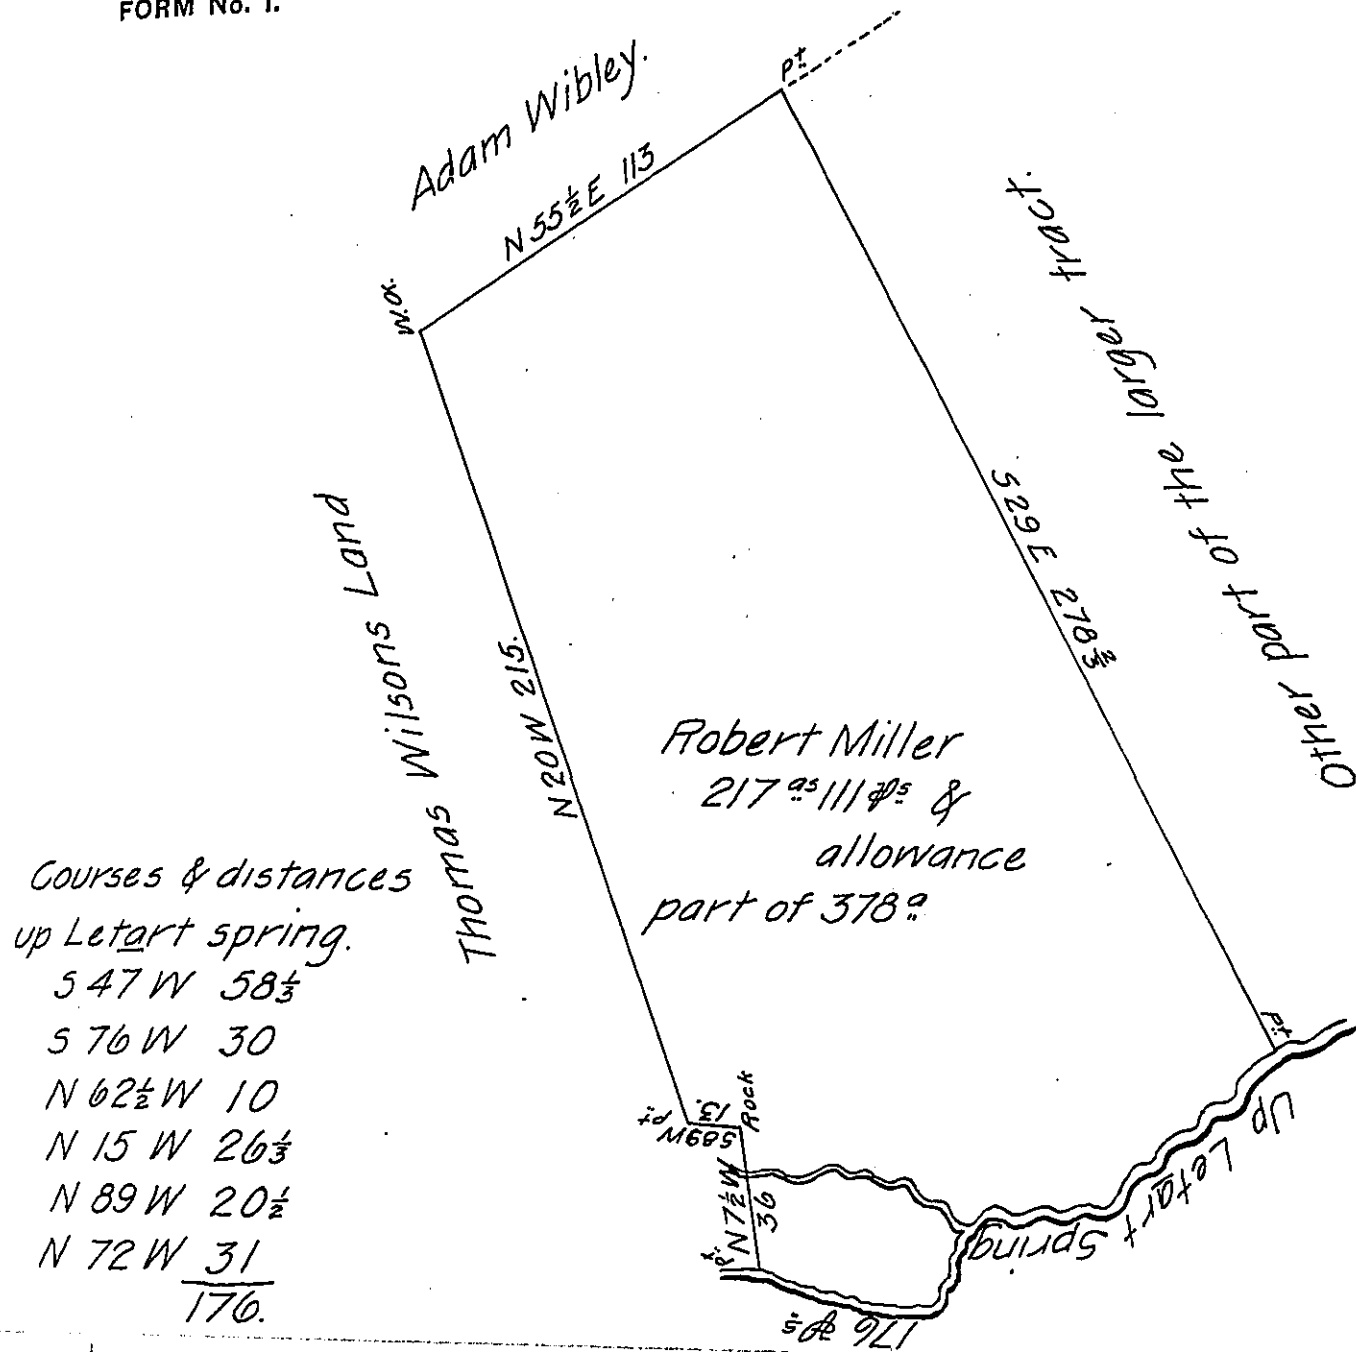 FORM No. 1.
Adam Wibley.
Pt
N 55½ E 113
W.O.
Other part of the larger tract.
S 29 E 278⅔
Thomas Wilsons Land
N 20 W 215.
Robert Miller
217 as 111 ps &
allowance
part of 378 a
Courses & distances
up Letart spring.
S 47 W 58⅓
S 76 W 30
N 62½ W 10
N 15 W 26⅓
N 89 W 20½
N 72 W 31
176.
Pt
S 89 W
13.
Rock
N 7½ W
36
Pt
Pt
Up Letart Spring
176 ps